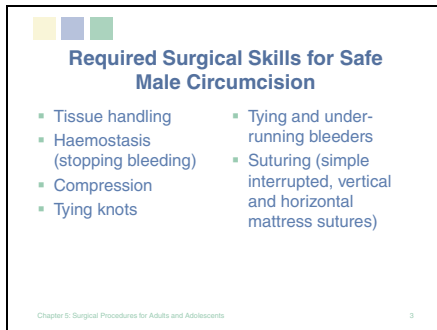 Required Surgical Skills for Safe
Male Circumcision
Tissue handling
Haemostasis
(stopping bleeding)
Compression
Tying knots
Tying and under-
running bleeders
Suturing (simple
interrupted, vertical
and horizontal
mattress sutures)
Chapter 5: Surgical Procedures for Adults and Adolescents
3